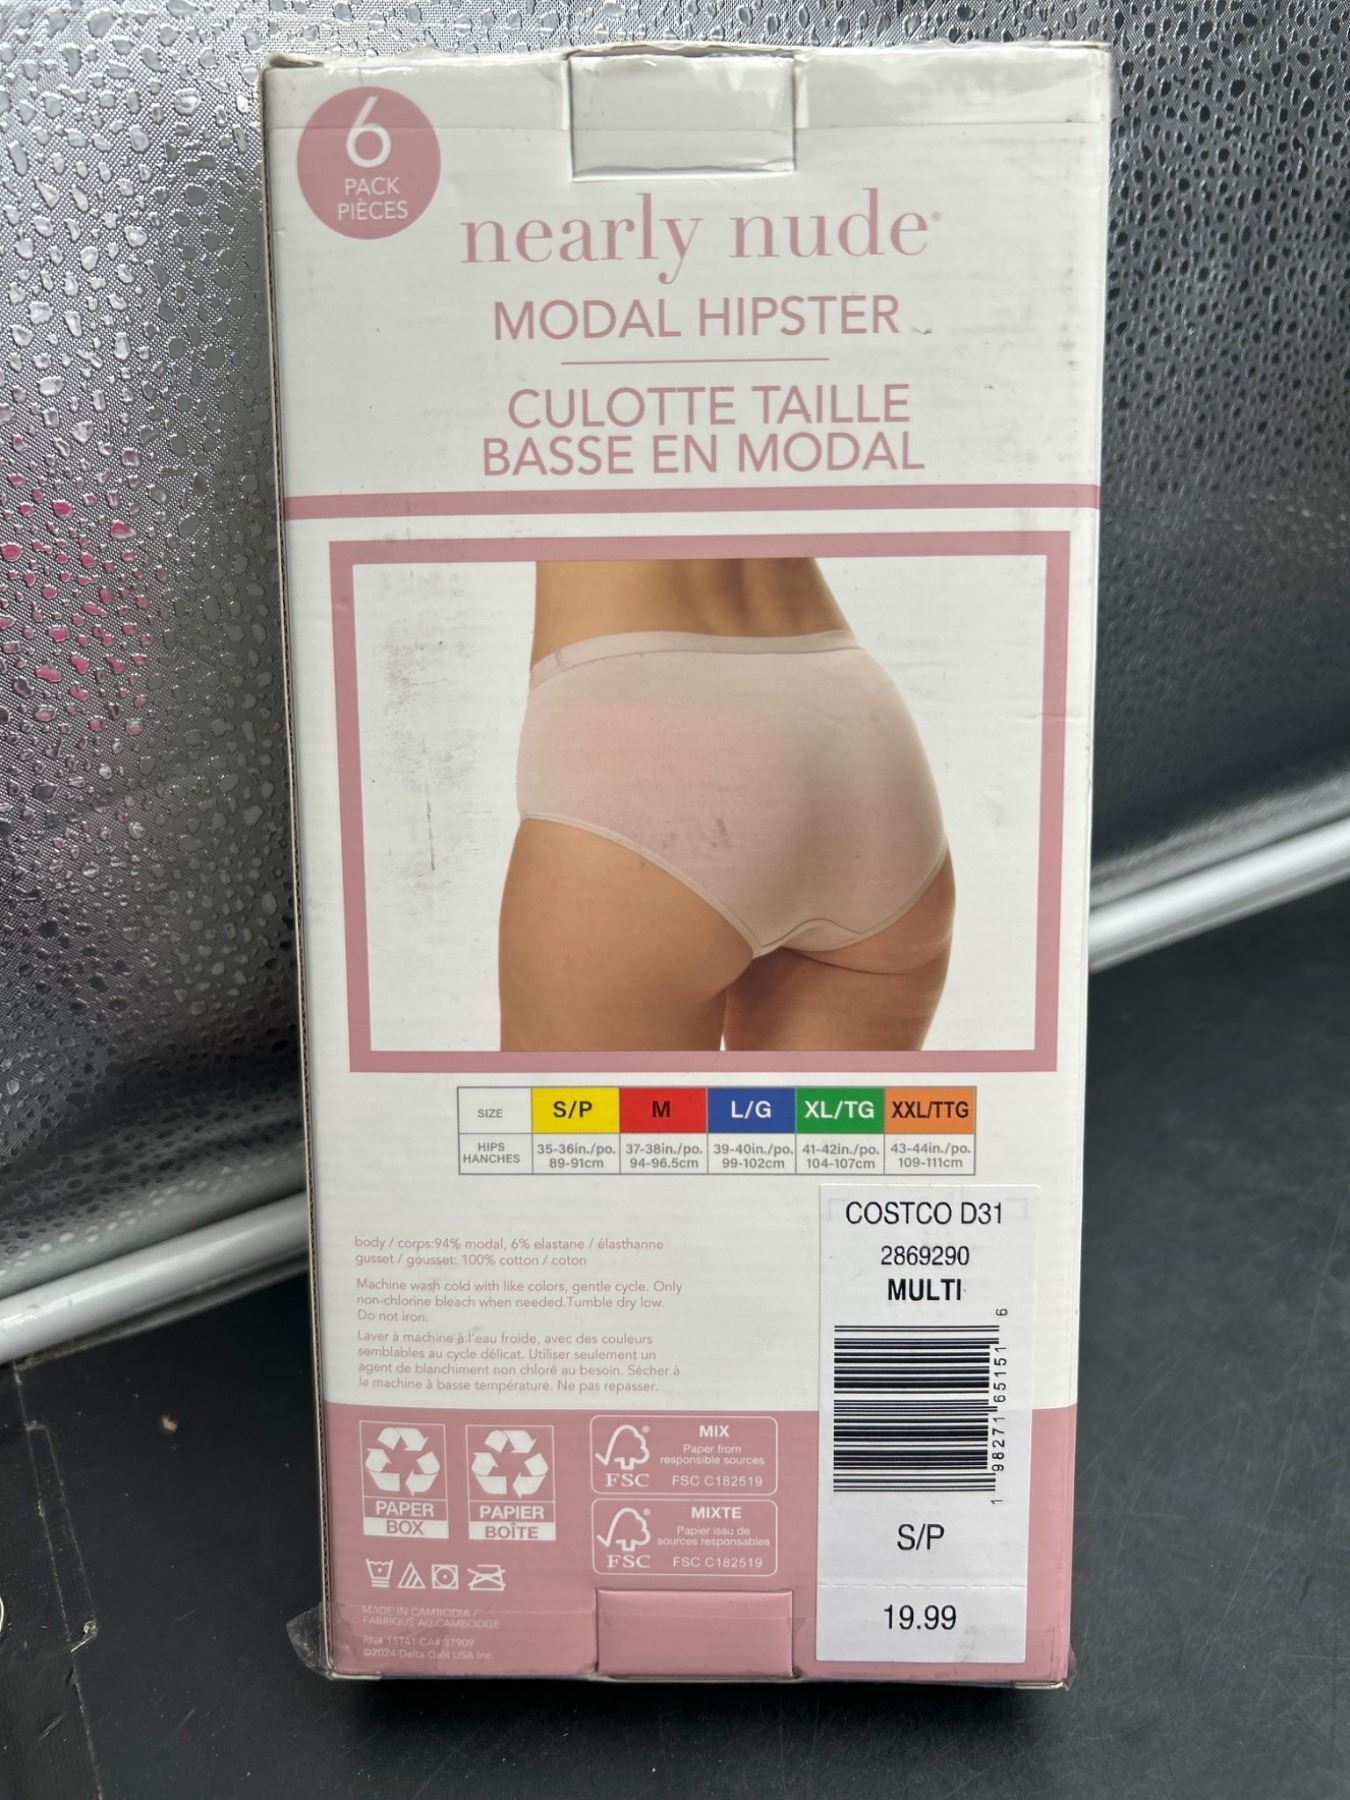 6
PACK
PIÈCES
nearly nude®
MODAL HIPSTER
CULOTTE TAILLE
BASSE EN MODAL
SIZE S/P M L/G XL/TG XXL/TTG
HIPS HANCHES 35-36in./po. 37-38in./po. 39-40in./po. 41-42in./po. 43-44in./po.
89-91cm 94-96.5cm 99-102cm 104-107cm 109-111cm
body / corps:94% modal, 6% elastane / élasthanne
gusset / gousset: 100% cotton / coton
Machine wash cold with like colors, gentle cycle. Only
non-chlorine bleach when needed.Tumble dry low.
Do not iron.
Laver à machine à l'eau froide, avec des couleurs
semblables au cycle délicat. Utiliser seulement un
agent de blanchiment non chloré au besoin. Sécher à
la machine à basse température. Ne pas repasser.
COSTCO D31
2869290
MULTI
1 98271 65151 6
S/P
19.99
PAPER
BOX
PAPIER
BOÎTE
FSC®
MIX
Paper from
responsible sources
FSC C182519
FSC®
MIXTE
Papier issu de
sources responsables
FSC C182519
MADE IN CAMBODIA /
FABRIQUÉ AU CAMBODGE
RN# 15741 CA# 37909
©2024 Delta Galil USA Inc.